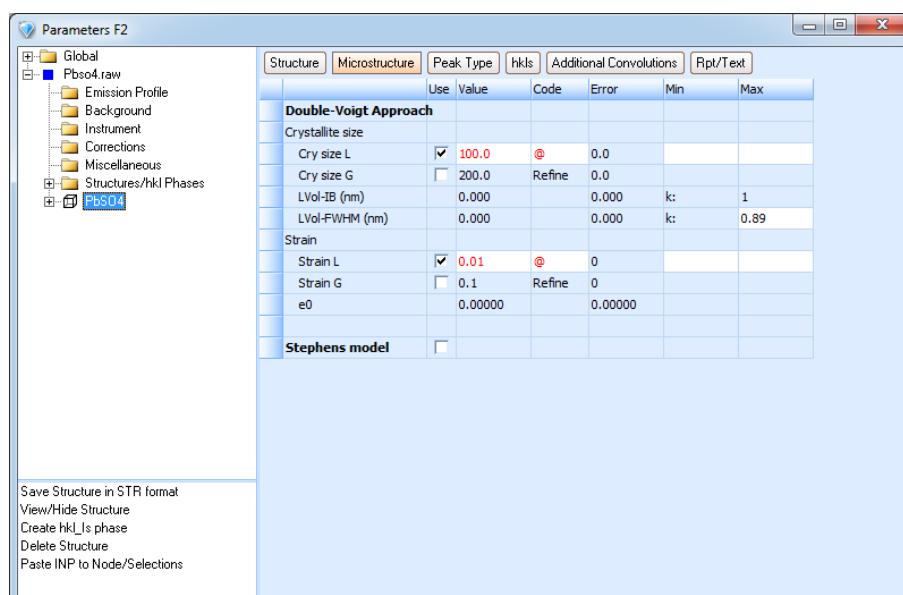 Parameters F2
Global
Pbso4.raw
Emission Profile
Background
Instrument
Corrections
Miscellaneous
Structures/hkl Phases
PbSO4
Save Structure in STR format
View/Hide Structure
Create hkl_Is phase
Delete Structure
Paste INP to Node/Selections
Structure Microstructure Peak Type hkls Additional Convolutions Rpt/Text
Use Value Code Error Min Max
Double-Voigt Approach
Crystallite size
Cry size L 100.0 @ 0.0
Cry size G 200.0 Refine 0.0
LVol-IB (nm) 0.000 0.000 k: 1
LVol-FWHM (nm) 0.000 0.000 k: 0.89
Strain
Strain L 0.01 @ 0
Strain G 0.1 Refine 0
e0 0.00000 0.00000
Stephens model